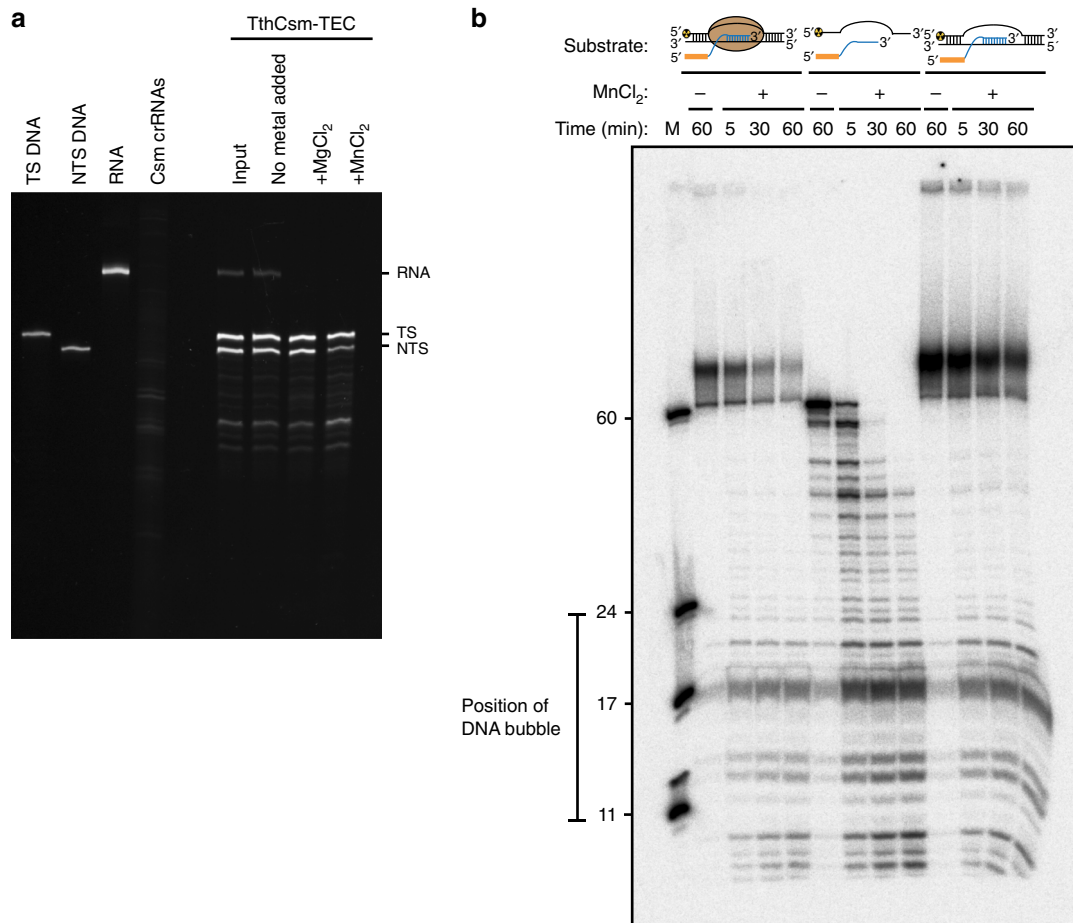 a
TthCsm-TEC
TS DNA
NTS DNA
RNA
Csm crRNAs
Input
No metal added
+MgCl₂
+MnCl₂
RNA
TS
NTS
b
Substrate:
5′ 3′ 3′ 5′ 5′
5′ 3′ 5′ 3′
5′ 3′ 3′ 5′ 5′
MnCl₂: – + – + – +
Time (min): M 60 5 30 60 60 5 30 60 60 5 30 60
60
24
17
11
Position of
DNA bubble